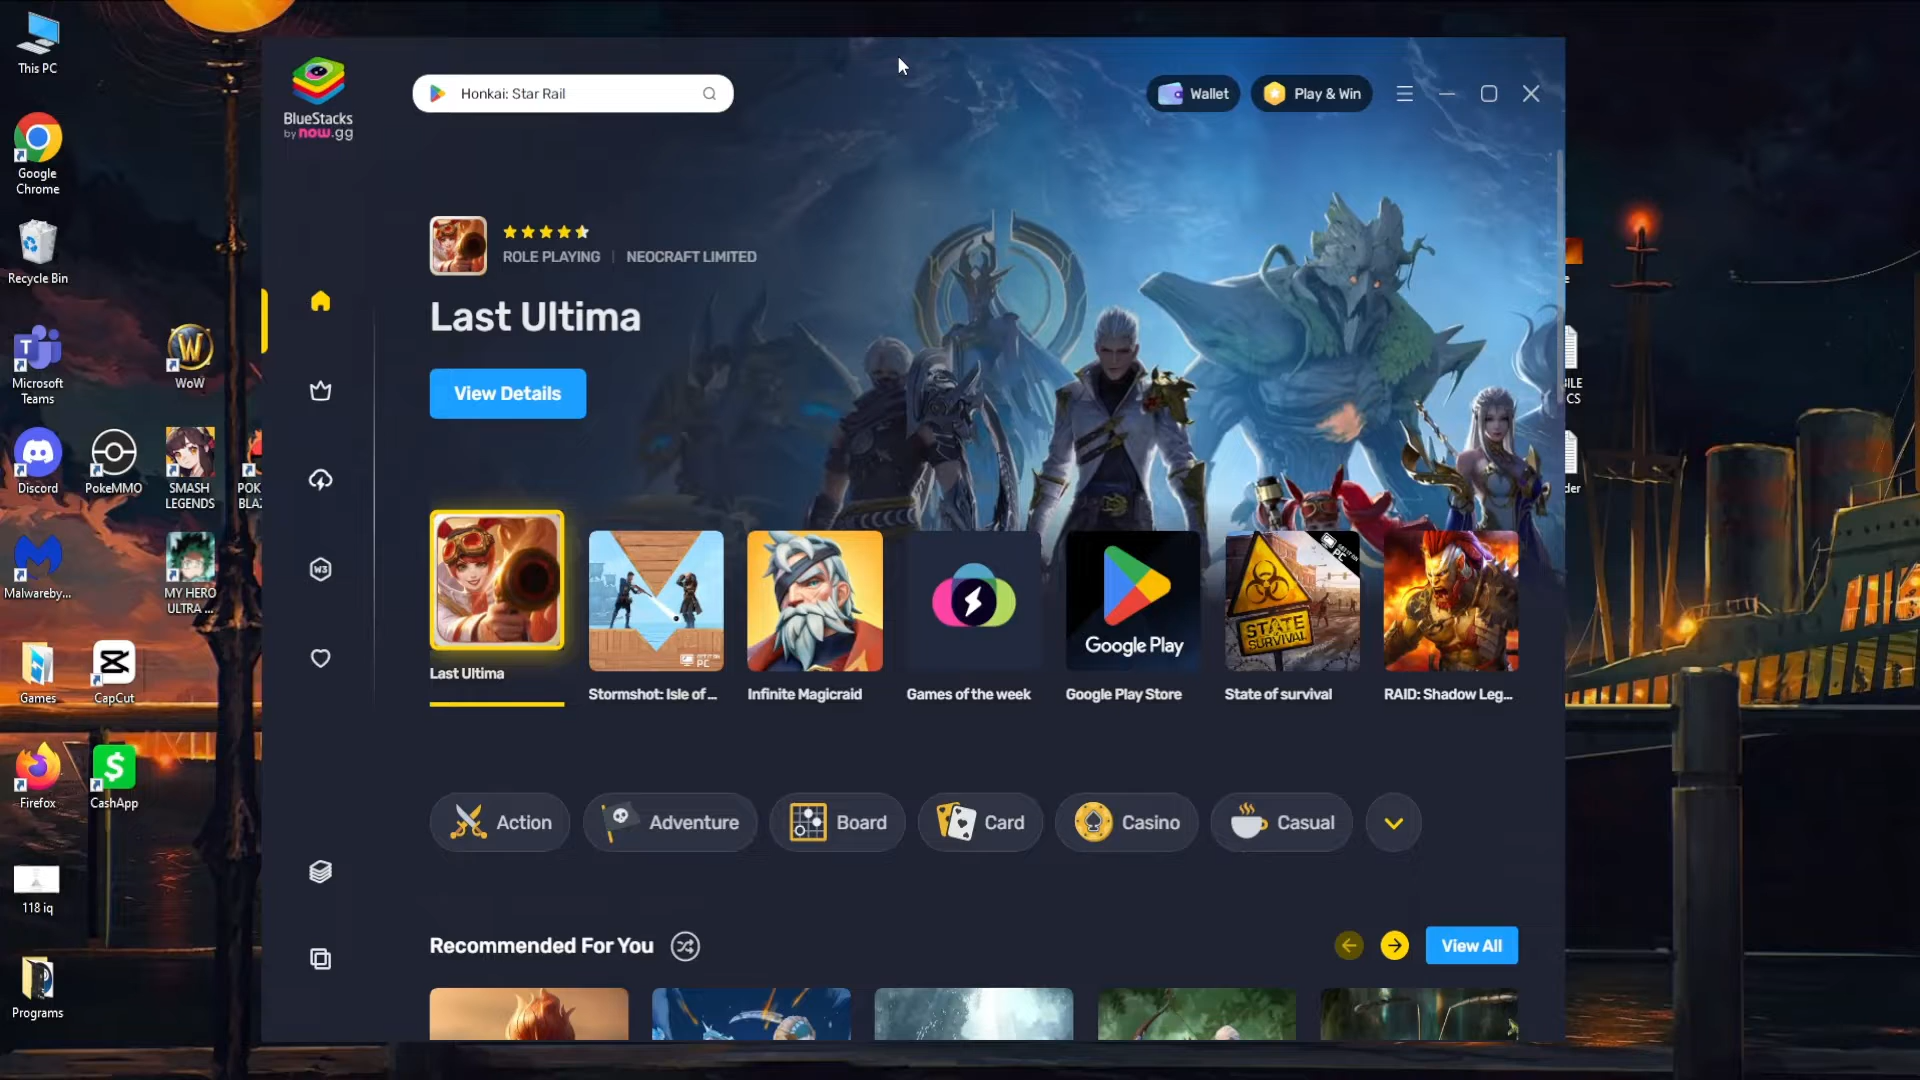 This PC
Google
Chrome
Recycle Bin
Microsoft
Teams
WoW
Discord
PokeMMO
SMASH
LEGENDS
POK
BLAZ
Malwareby...
MY HERO
ULTRA ...
Games
CapCut
Firefox
CashApp
118 iq
Programs
BlueStacks
by now.gg
Honkai: Star Rail
Wallet
Play & Win
ROLE PLAYING | NEOCRAFT LIMITED
Last Ultima
View Details
Google Play
STATE OF
SURVIVAL
Last Ultima
Stormshot: Isle of ...
Infinite Magicraid
Games of the week
Google Play Store
State of survival
RAID: Shadow Leg...
Action
Adventure
Board
Card
Casino
Casual
Recommended For You
View All